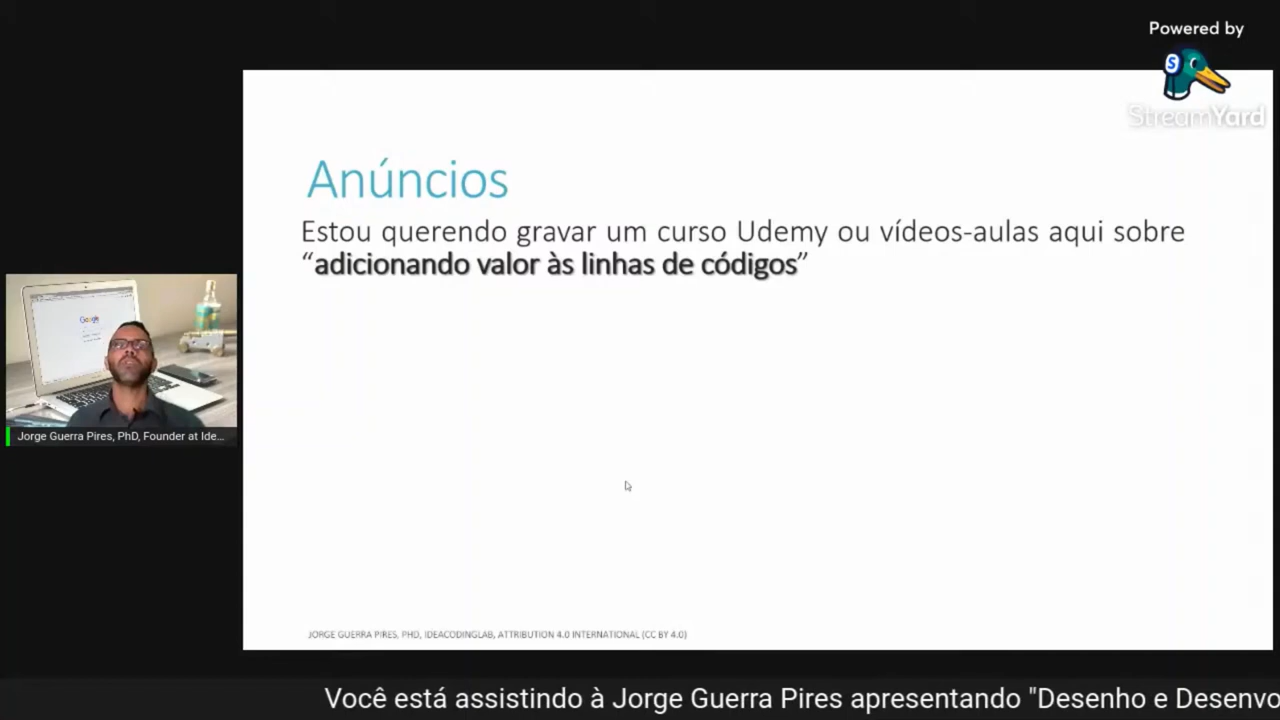 Powered by
StreamYard
Anúncios
Estou querendo gravar um curso Udemy ou vídeos-aulas aqui sobre
“adicionando valor às linhas de códigos”
Google
Jorge Guerra Pires, PhD, Founder at Ide...
JORGE GUERRA PIRES, PHD, IDEACODINGLAB, ATTRIBUTION 4.0 INTERNATIONAL (CC BY 4.0)
Você está assistindo à Jorge Guerra Pires apresentando "Desenho e Desenvo